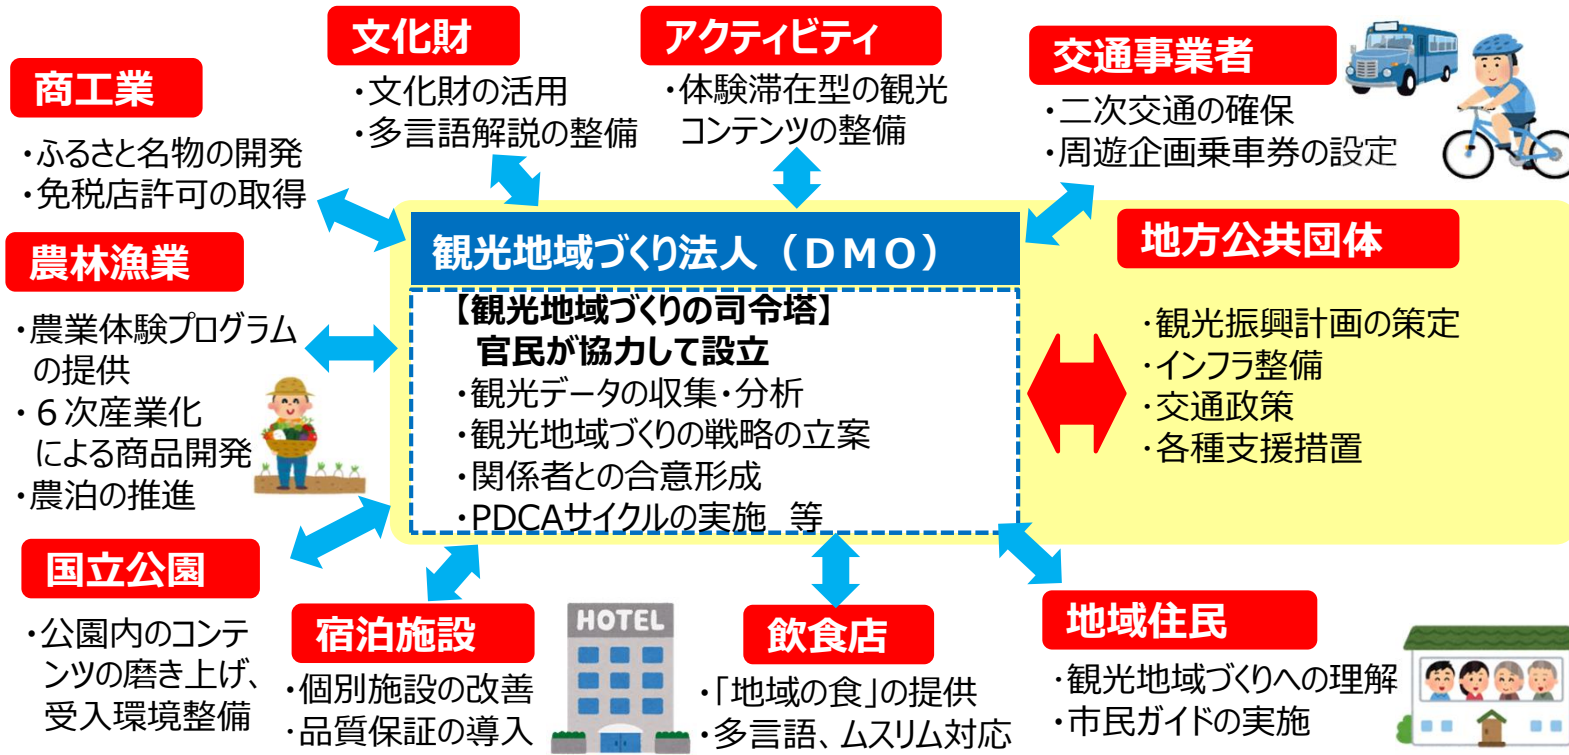 文化財
・文化財の活用
・多言語解説の整備
アクティビティ
・体験滞在型の観光
コンテンツの整備
交通事業者
・二次交通の確保
・周遊企画乗車券の設定
商工業
・ふるさと名物の開発
・免税店許可の取得
農林漁業
・農業体験プログラム
の提供
・６次産業化
による商品開発
・農泊の推進
観光地域づくり法人（ＤＭＯ）
【観光地域づくりの司令塔】
官民が協力して設立
・観光データの収集・分析
・観光地域づくりの戦略の立案
・関係者との合意形成
・PDCAサイクルの実施　等
地方公共団体
・観光振興計画の策定
・インフラ整備
・交通政策
・各種支援措置
国立公園
・公園内のコンテ
ンツの磨き上げ、
受入環境整備
宿泊施設
・個別施設の改善
・品質保証の導入
HOTEL
飲食店
・「地域の食」の提供
・多言語、ムスリム対応
地域住民
・観光地域づくりへの理解
・市民ガイドの実施